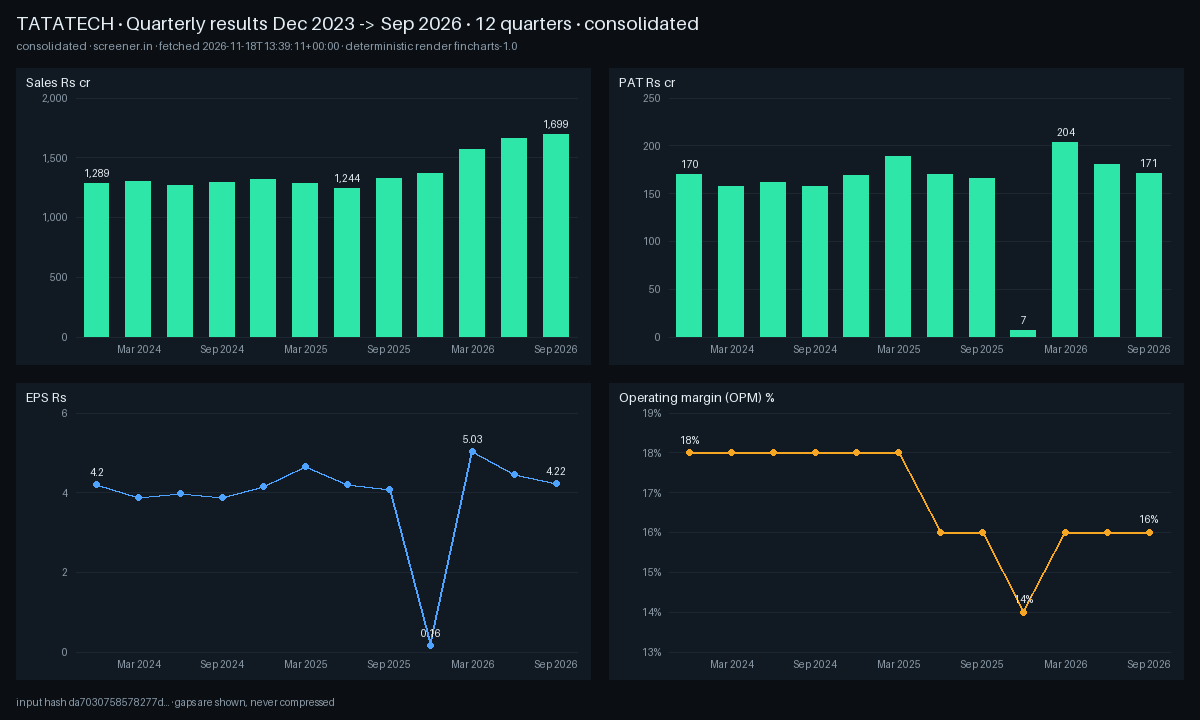 TATATECH · Quarterly results Dec 2023 -> Sep 2026 · 12 quarters · consolidated
consolidated · screener.in · fetched 2026-11-18T13:39:11+00:00 · deterministic render fincharts-1.0
Sales Rs cr
2,000
1,500
1,000
500
0
1,289
1,244
1,699
Mar 2024
Sep 2024
Mar 2025
Sep 2025
Mar 2026
Sep 2026
PAT Rs cr
250
200
150
100
50
0
170
7
204
171
Mar 2024
Sep 2024
Mar 2025
Sep 2025
Mar 2026
Sep 2026
EPS Rs
6
4
2
0
4.2
0.16
5.03
4.22
Mar 2024
Sep 2024
Mar 2025
Sep 2025
Mar 2026
Sep 2026
Operating margin (OPM) %
19%
18%
17%
16%
15%
14%
13%
18%
14%
16%
Mar 2024
Sep 2024
Mar 2025
Sep 2025
Mar 2026
Sep 2026
input hash da7030758578277d... · gaps are shown, never compressed